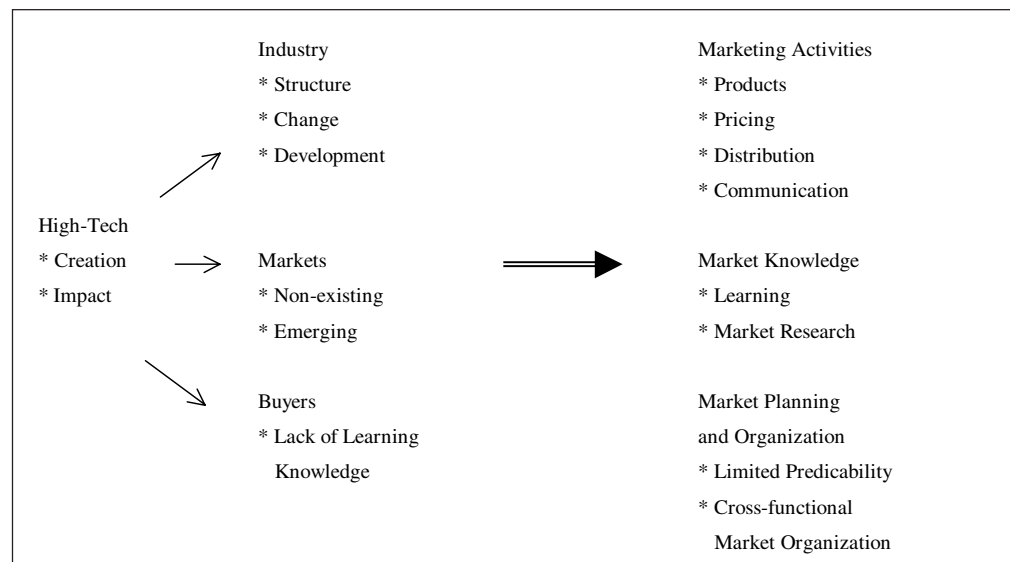 High-Tech
* Creation
* Impact
Industry
* Structure
* Change
* Development
Markets
* Non-existing
* Emerging
Buyers
* Lack of Learning
Knowledge
Marketing Activities
* Products
* Pricing
* Distribution
* Communication
Market Knowledge
* Learning
* Market Research
Market Planning
and Organization
* Limited Predicability
* Cross-functional
Market Organization